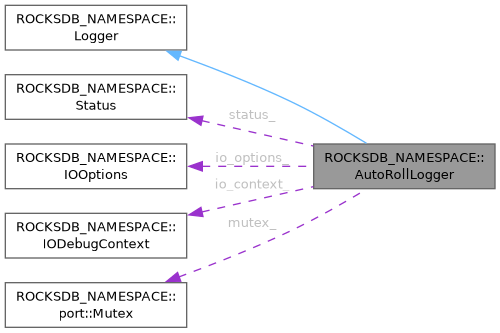 ROCKSDB_NAMESPACE::
Logger
ROCKSDB_NAMESPACE::
Status
status_
ROCKSDB_NAMESPACE::
IOOptions
io_options_
ROCKSDB_NAMESPACE::
AutoRollLogger
io_context_
ROCKSDB_NAMESPACE::
IODebugContext
mutex_
ROCKSDB_NAMESPACE::
port::Mutex